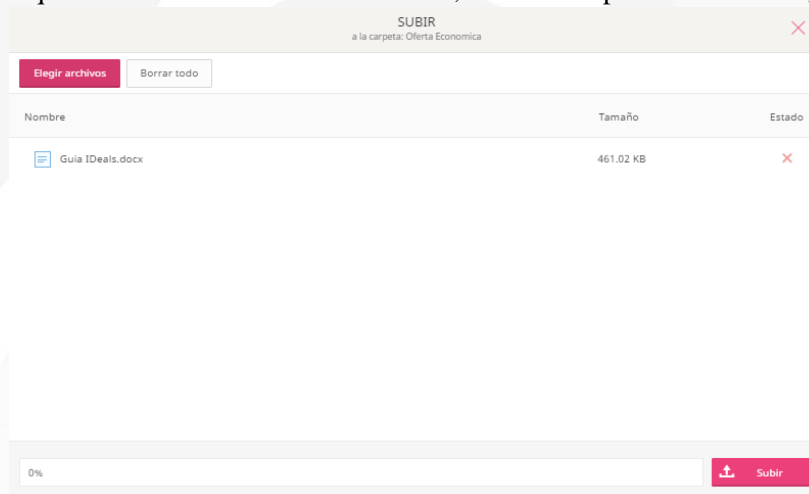 SUBIR
a la carpeta: Oferta Economica
Elegir archivos Borrar todo
Nombre Tamaño Estado
Guia IDeals.docx 461.02 KB
0% Subir